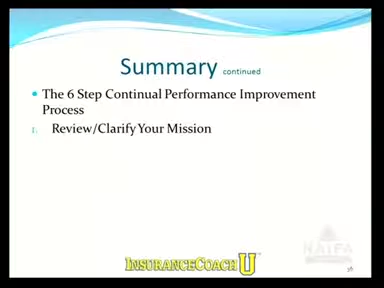 Summary continued
The 6 Step Continual Performance Improvement
Process
1. Review/Clarify Your Mission
NAIFA
INSURANCECOACH U